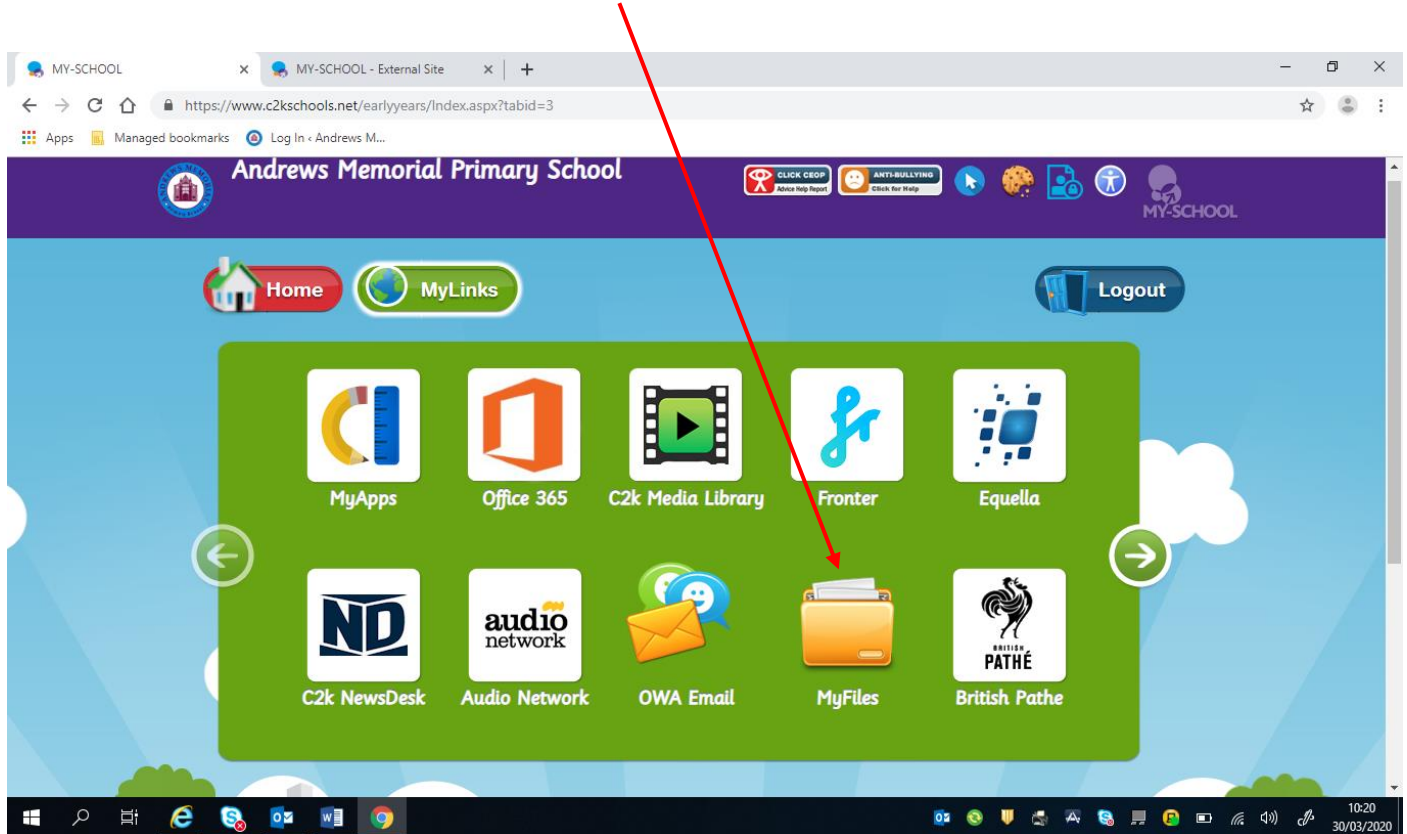 MY-SCHOOL
MY-SCHOOL - External Site
https://www.c2kschools.net/earlyyears/Index.aspx?tabid=3
Apps
Managed bookmarks
Log In ‹ Andrews M...
Andrews Memorial Primary School
CLICK CEOP
Advice Help Report
ANTI-BULLYING
Click for Help
MY-SCHOOL
Home
MyLinks
Logout
MyApps
Office 365
C2k Media Library
Fronter
Equella
ND
audio
network
BRITISH
PATHÉ
C2k NewsDesk
Audio Network
OWA Email
MyFiles
British Pathe
10:20
30/03/2020